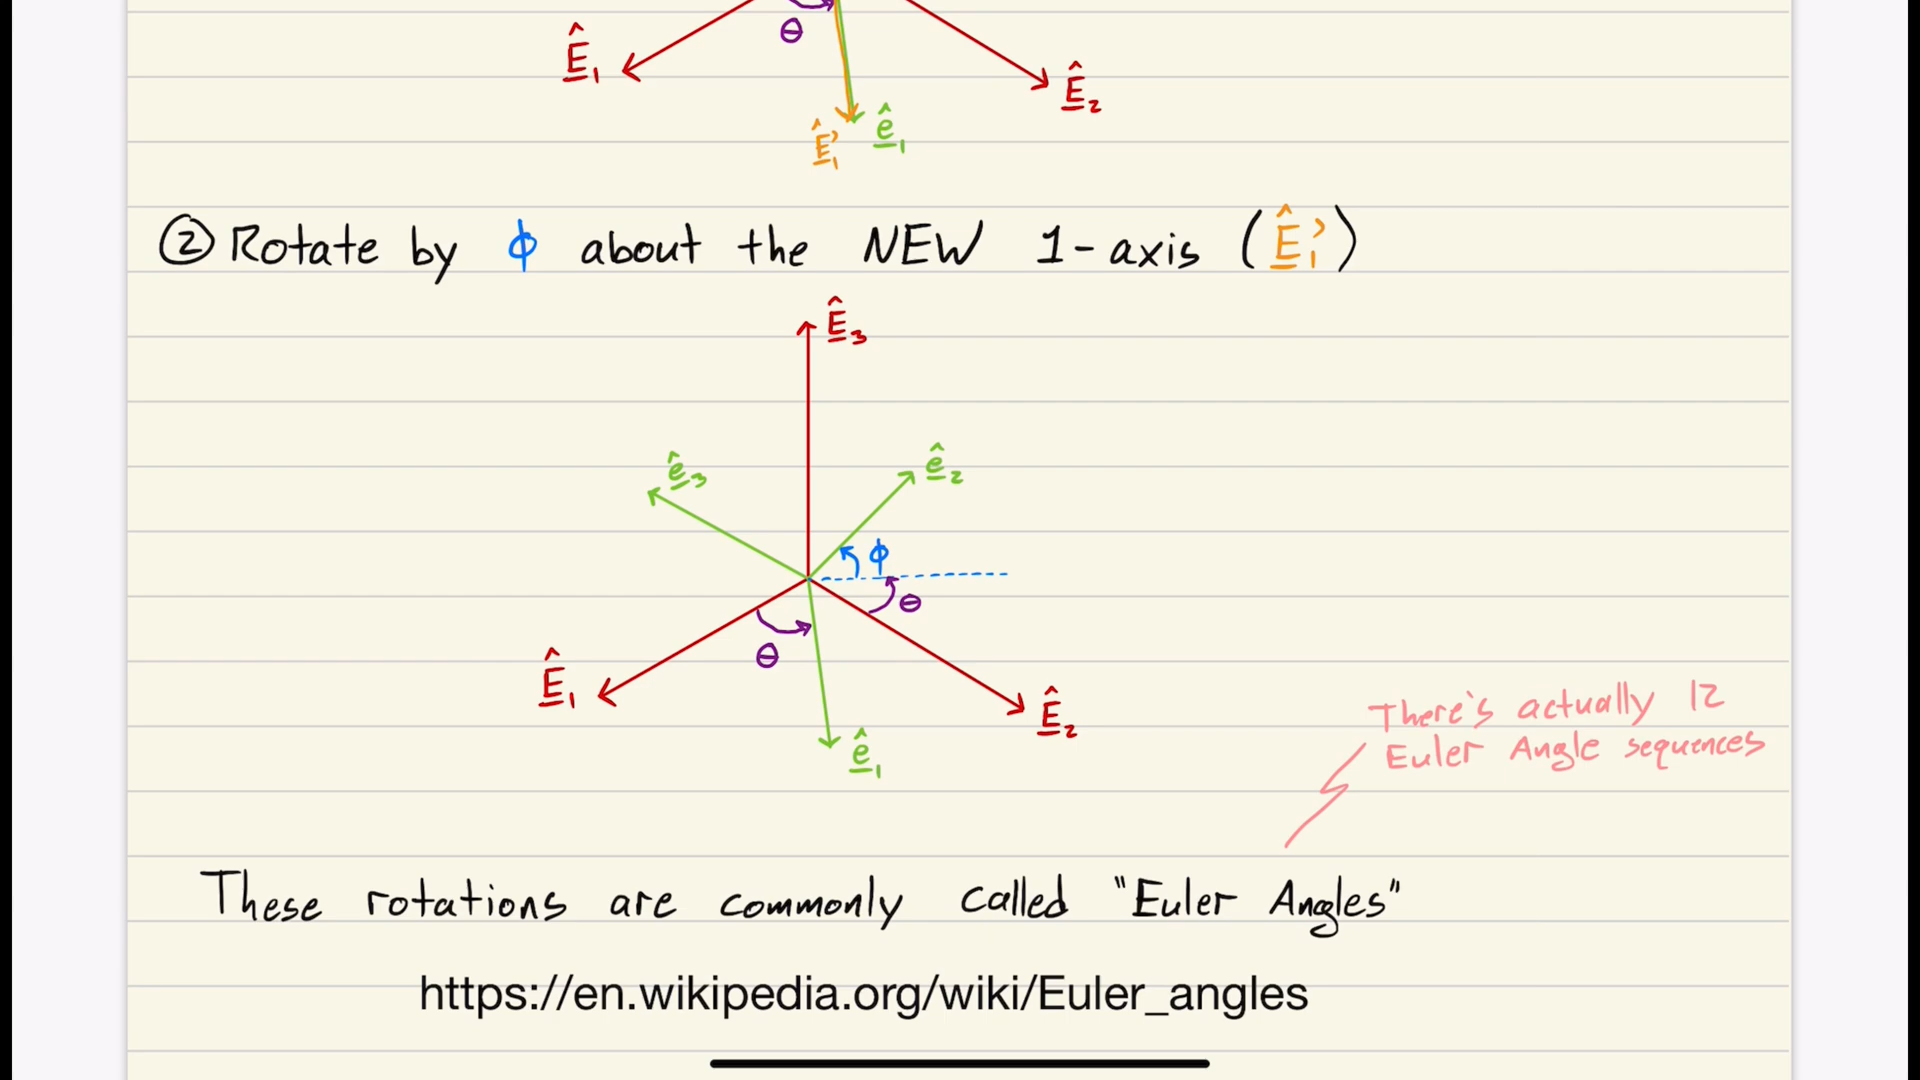 θ
Ê₁
Ê₂
Ê₁’ ê₁
② Rotate by ϕ about the NEW 1-axis (Ê₁’)
Ê₃
ê₃
ê₂
ϕ
θ
θ
Ê₁
Ê₂
ê₁
There's actually 12
Euler Angle sequences
These rotations are commonly called "Euler Angles"
https://en.wikipedia.org/wiki/Euler_angles